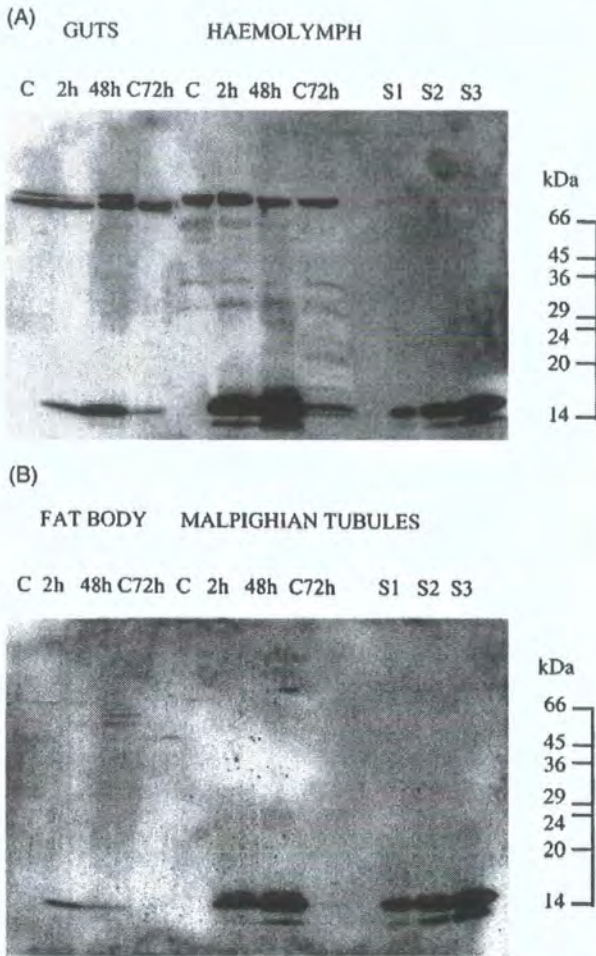 (A)
GUTS HAEMOLYMPH
C 2h 48h C72h C 2h 48h C72h S1 S2 S3
kDa
66
45
36
29
24
20
14
(B)
FAT BODY MALPIGHIAN TUBULES
C 2h 48h C72h C 2h 48h C72h S1 S2 S3
kDa
66
45
36
29
24
20
14